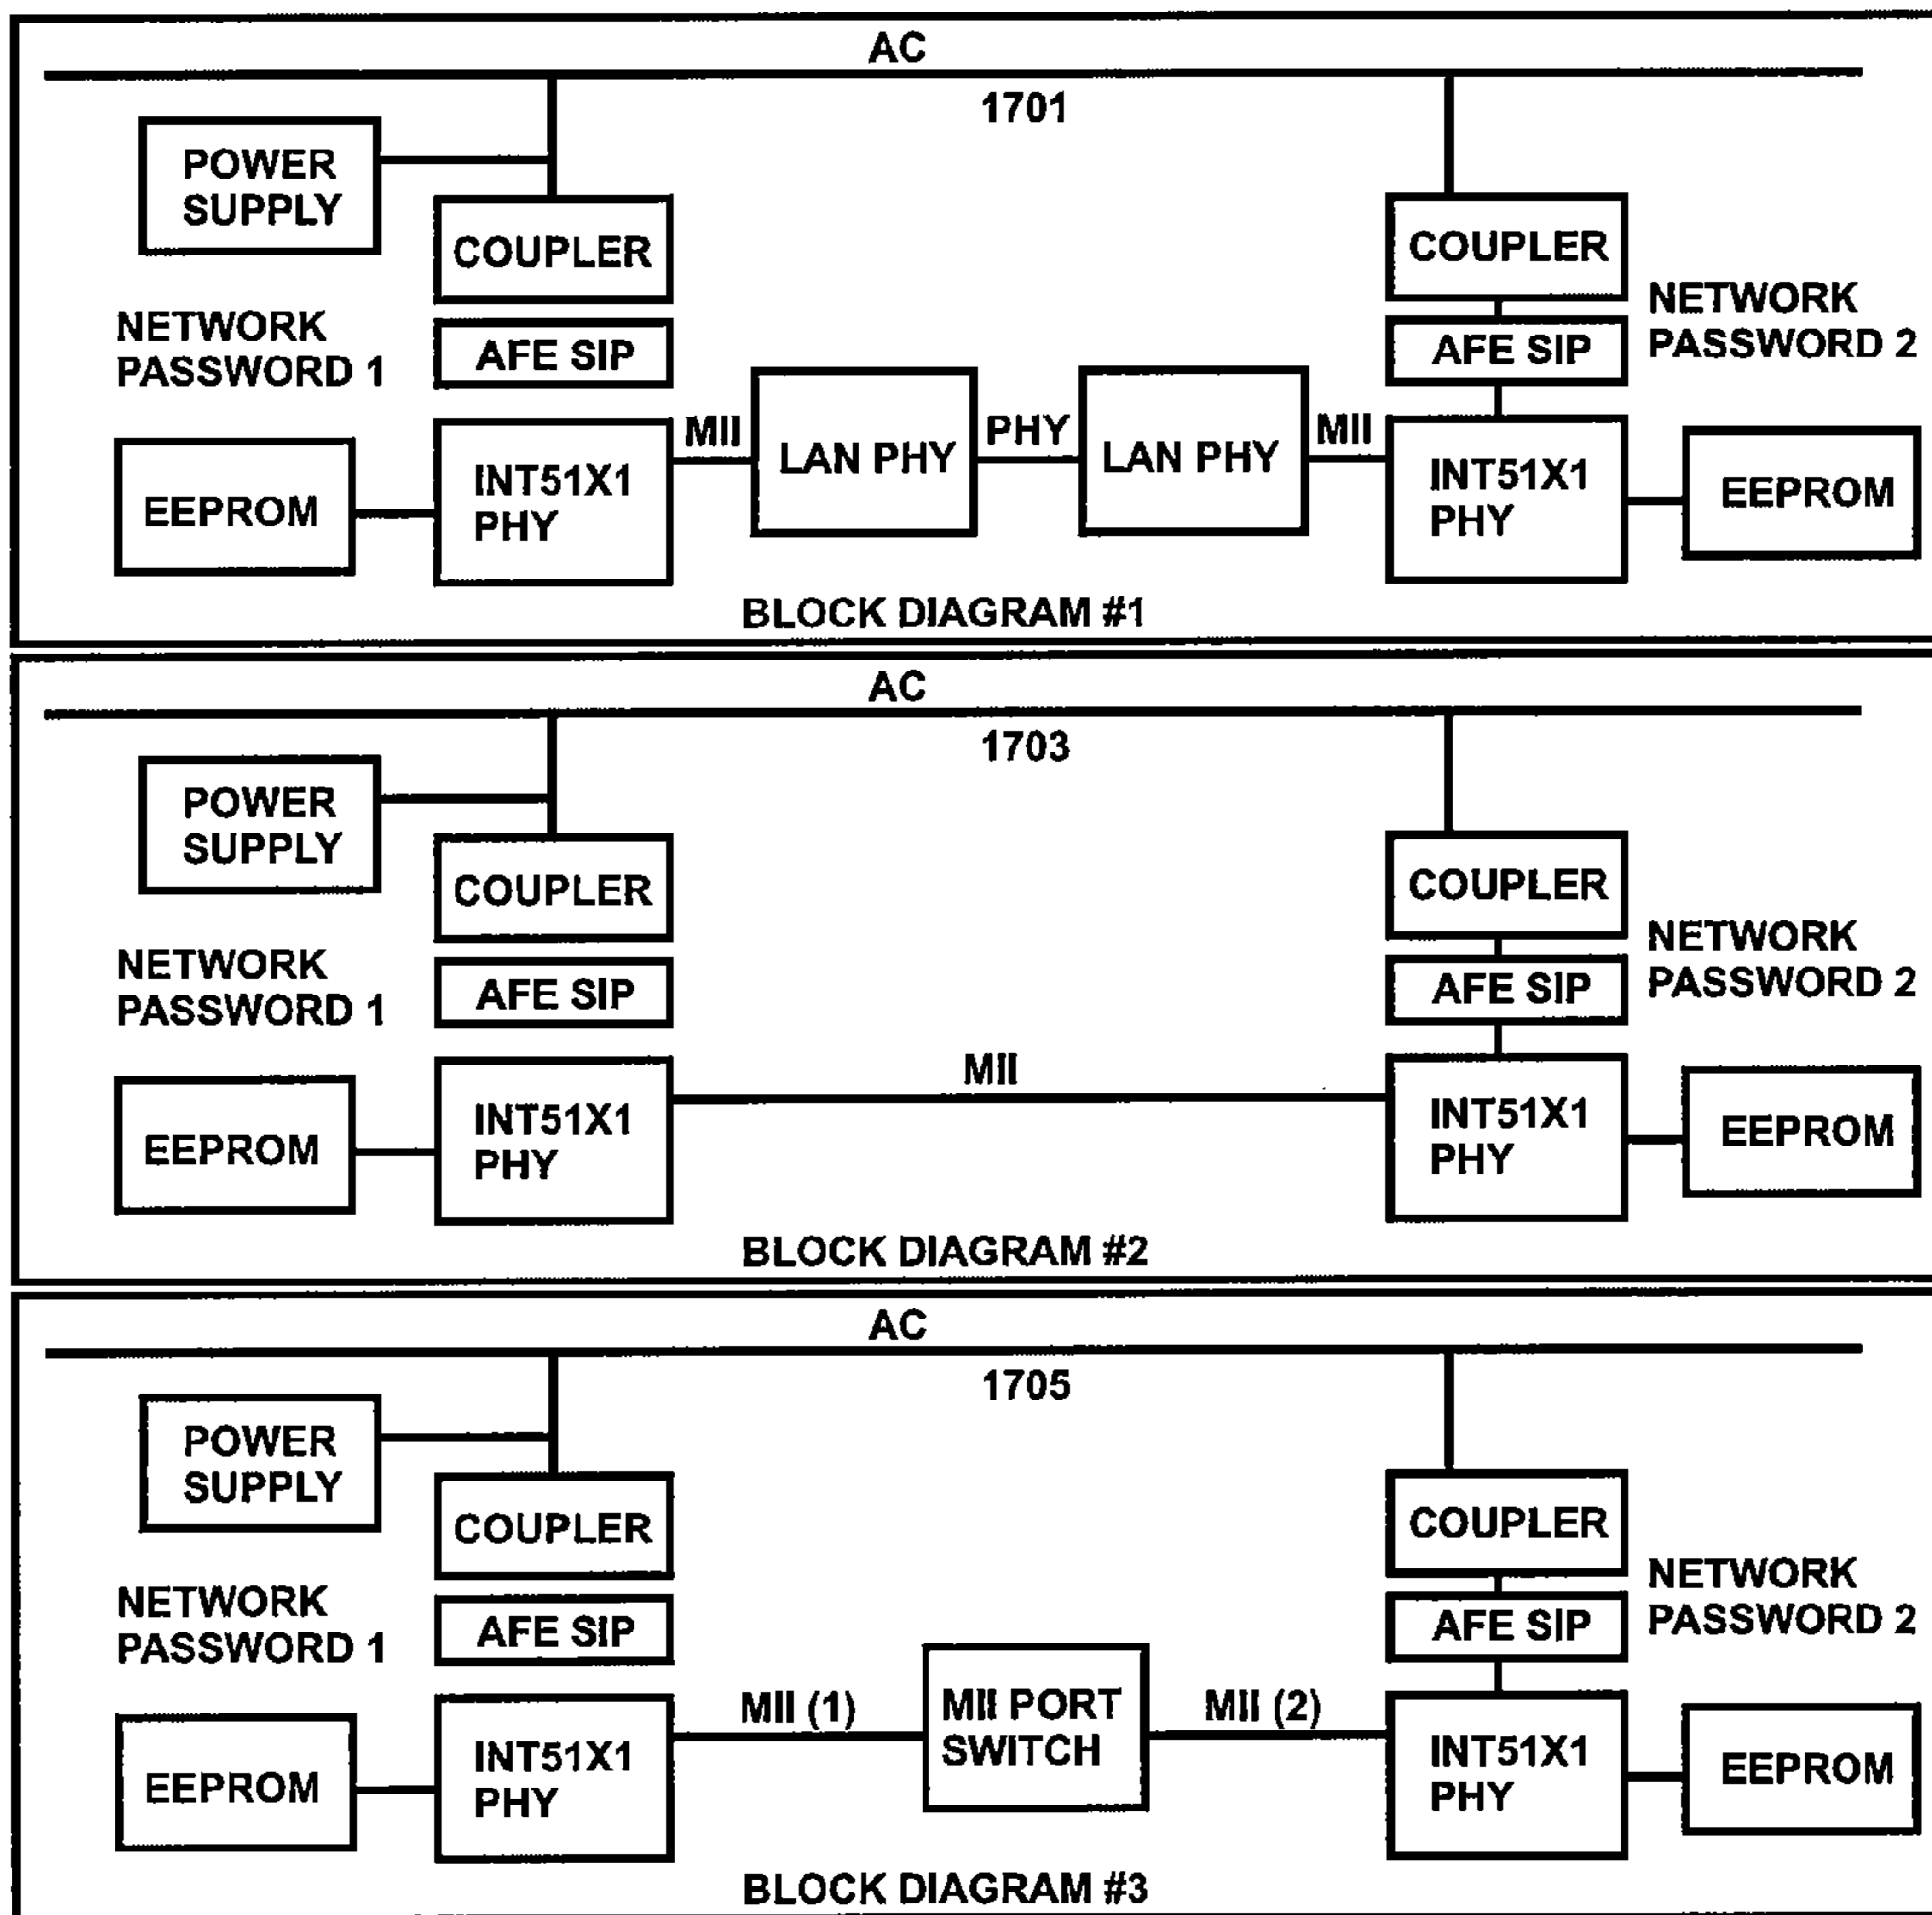 AC
1701
POWER
SUPPLY
COUPLER
COUPLER
NETWORK
PASSWORD 1
AFE SIP
AFE SIP
NETWORK
PASSWORD 2
EEPROM
INT51X1
PHY
MII
LAN PHY
PHY
LAN PHY
MII
INT51X1
PHY
EEPROM
BLOCK DIAGRAM #1
AC
1703
POWER
SUPPLY
COUPLER
COUPLER
NETWORK
PASSWORD 1
AFE SIP
AFE SIP
NETWORK
PASSWORD 2
EEPROM
INT51X1
PHY
MII
INT51X1
PHY
EEPROM
BLOCK DIAGRAM #2
AC
1705
POWER
SUPPLY
COUPLER
COUPLER
NETWORK
PASSWORD 1
AFE SIP
AFE SIP
NETWORK
PASSWORD 2
EEPROM
INT51X1
PHY
MII (1)
MII PORT
SWITCH
MII (2)
INT51X1
PHY
EEPROM
BLOCK DIAGRAM #3